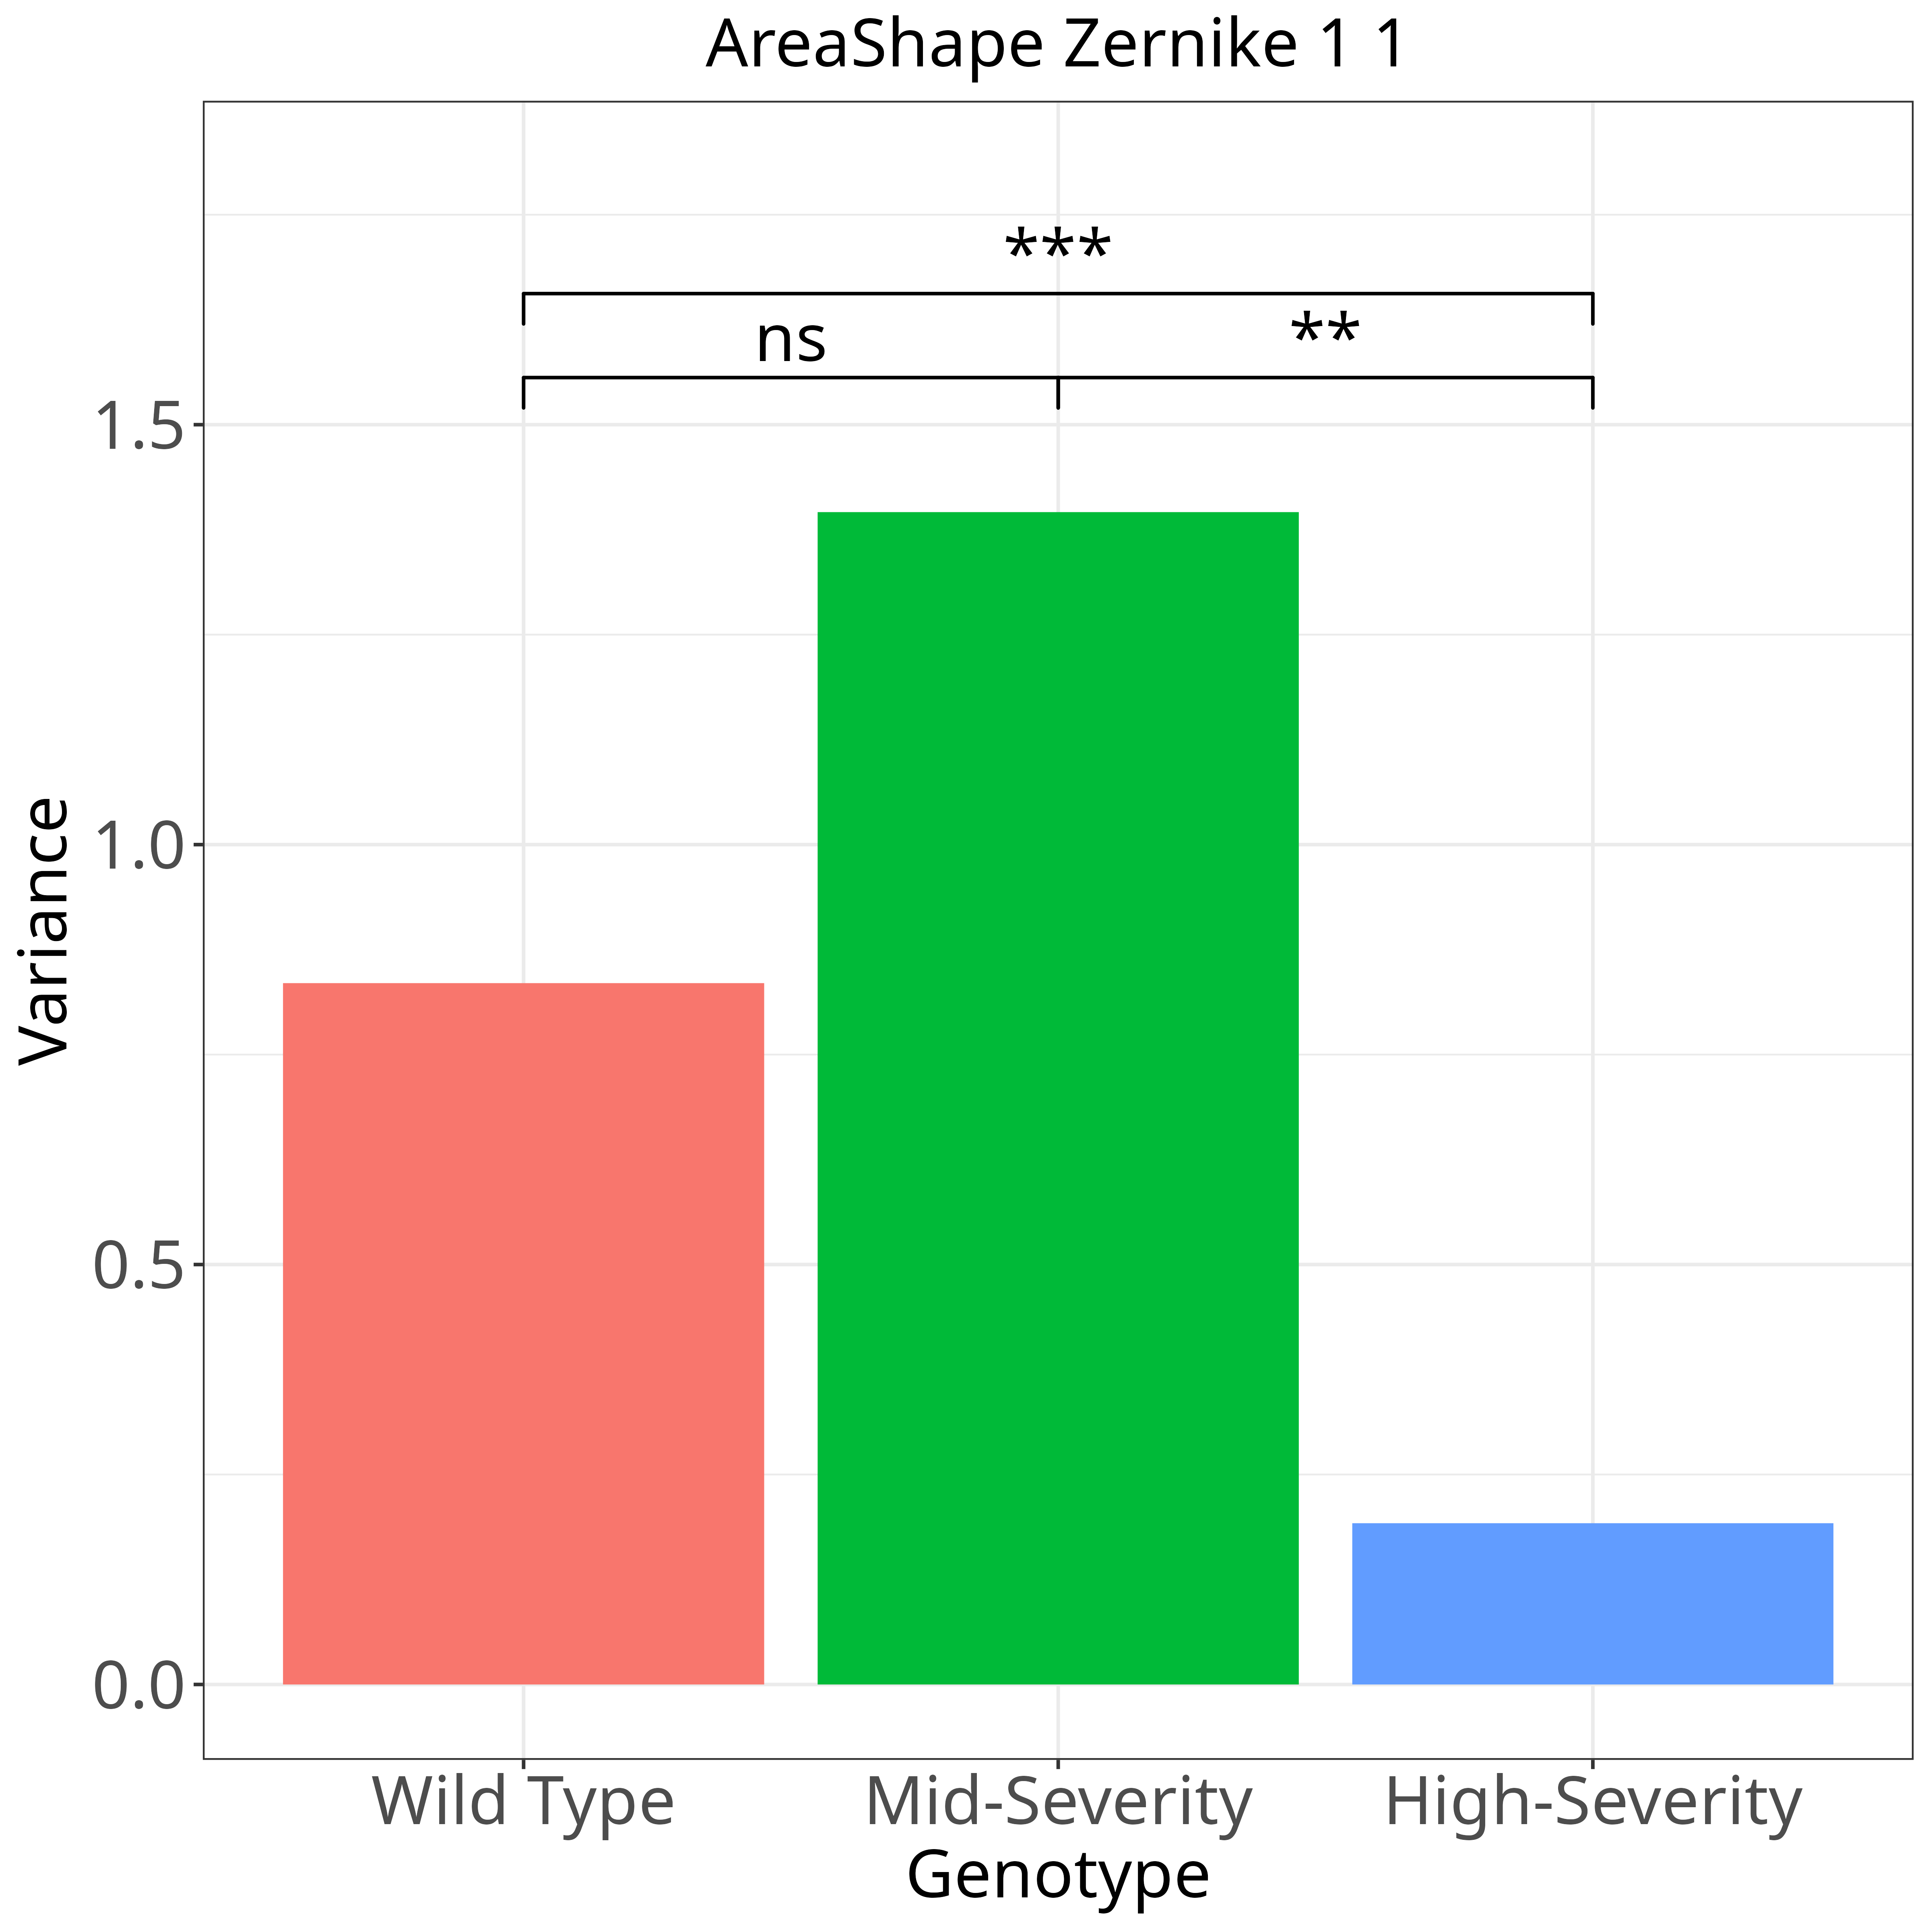 AreaShape Zernike 1 1
***
ns
**
1.5
1.0
0.5
0.0
Variance
Wild Type
Mid-Severity
High-Severity
Genotype